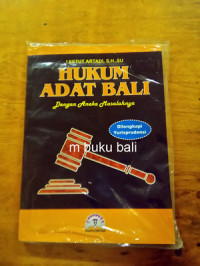 I KETUT ARTADI, S.H., SU
HUKUM
ADAT BALI
Dengan Aneka Masalahnya
Dilengkapi
Yurisprudensi
m buku bali